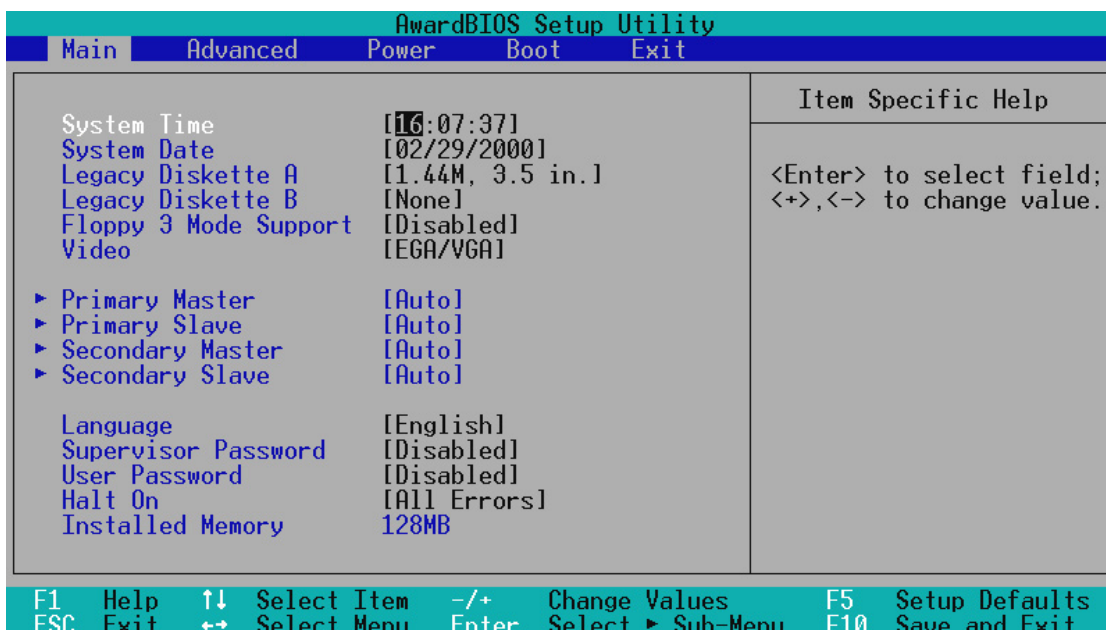 AwardBIOS Setup Utility
Main Advanced Power Boot Exit
Item Specific Help
System Time [16:07:37]
System Date [02/29/2000]
Legacy Diskette A [1.44M, 3.5 in.]
Legacy Diskette B [None]
Floppy 3 Mode Support [Disabled]
Video [EGA/VGA]
<Enter> to select field;
<+>,<-> to change value.
▶ Primary Master [Auto]
▶ Primary Slave [Auto]
▶ Secondary Master [Auto]
▶ Secondary Slave [Auto]
Language [English]
Supervisor Password [Disabled]
User Password [Disabled]
Halt On [All Errors]
Installed Memory 128MB
F1 Help ↑↓ Select Item -/+ Change Values F5 Setup Defaults
ESC Exit ←→ Select Menu Enter Select ▶ Sub-Menu F10 Save and Exit